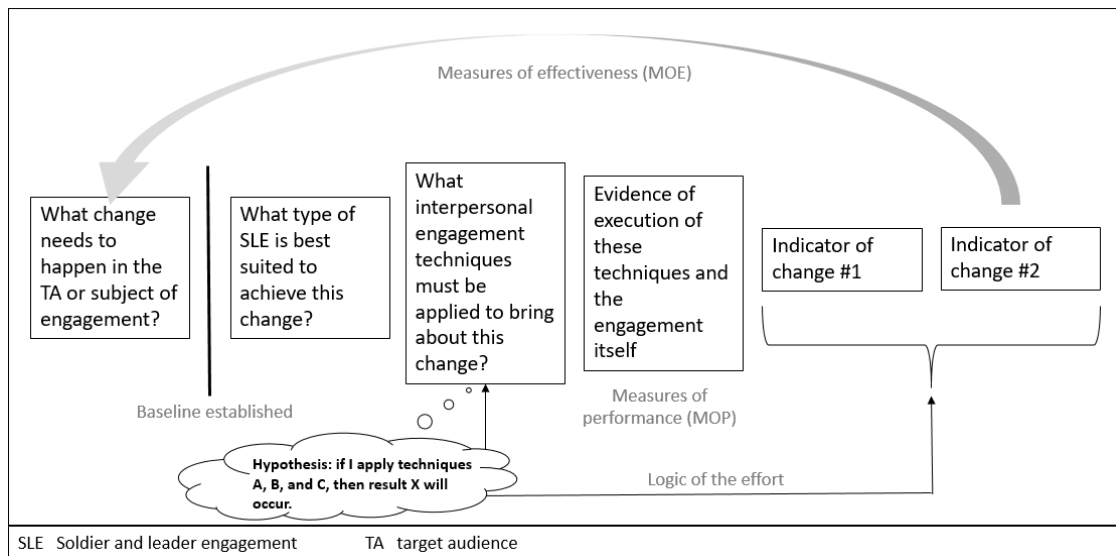 Measures of effectiveness (MOE)
What change
needs to
happen in the
TA or subject of
engagement?
What type of
SLE is best
suited to
achieve this
change?
What
interpersonal
engagement
techniques
must be
applied to bring
about this
change?
Evidence of
execution of
these
techniques and
the
engagement
itself
Indicator of
change #1
Indicator of
change #2
Baseline established
Measures of
performance (MOP)
Hypothesis: if I apply techniques
A, B, and C, then result X will
occur.
Logic of the effort
SLE Soldier and leader engagement TA target audience